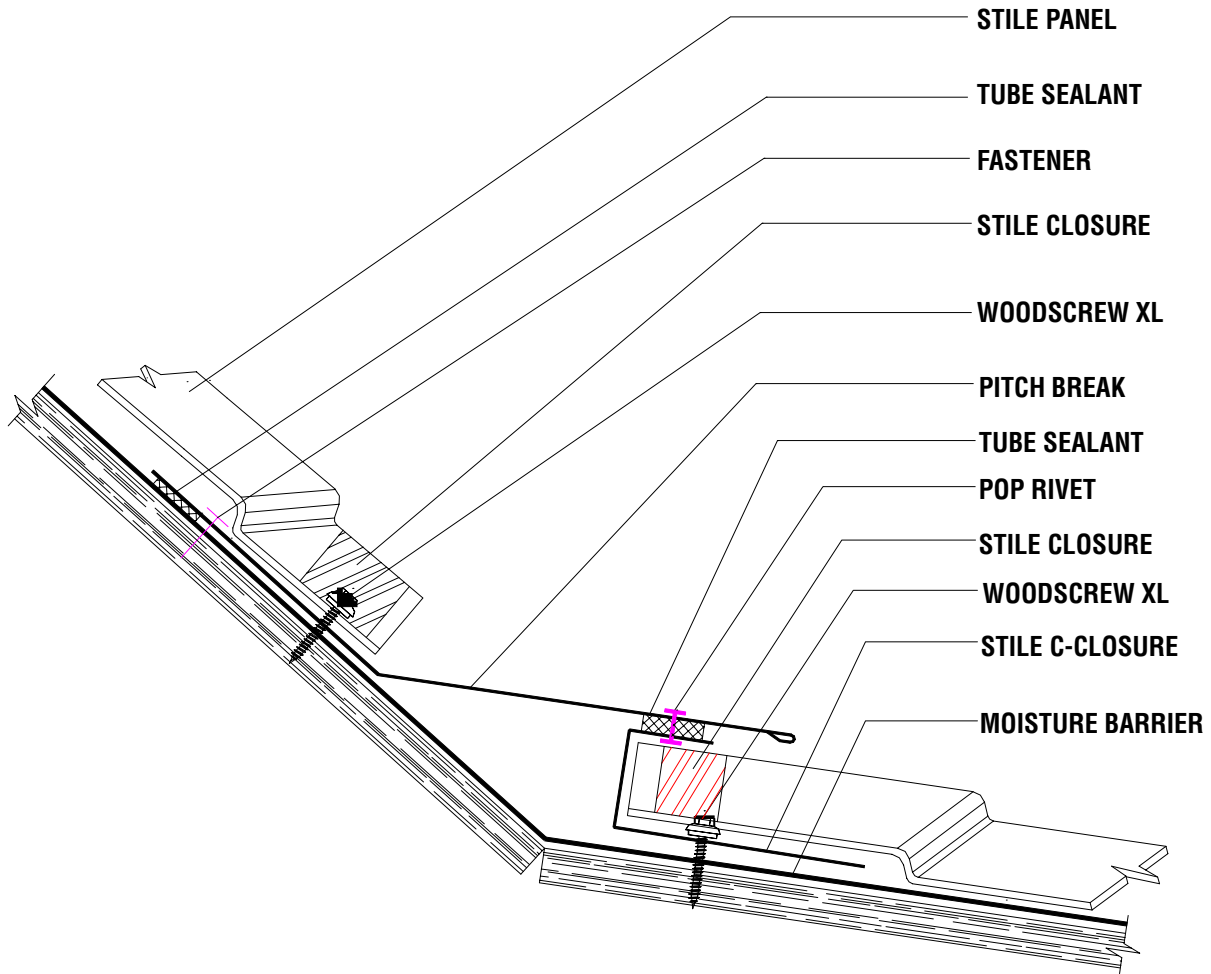 STILE PANEL
TUBE SEALANT
FASTENER
STILE CLOSURE
WOODSCREW XL
PITCH BREAK
TUBE SEALANT
POP RIVET
STILE CLOSURE
WOODSCREW XL
STILE C-CLOSURE
MOISTURE BARRIER